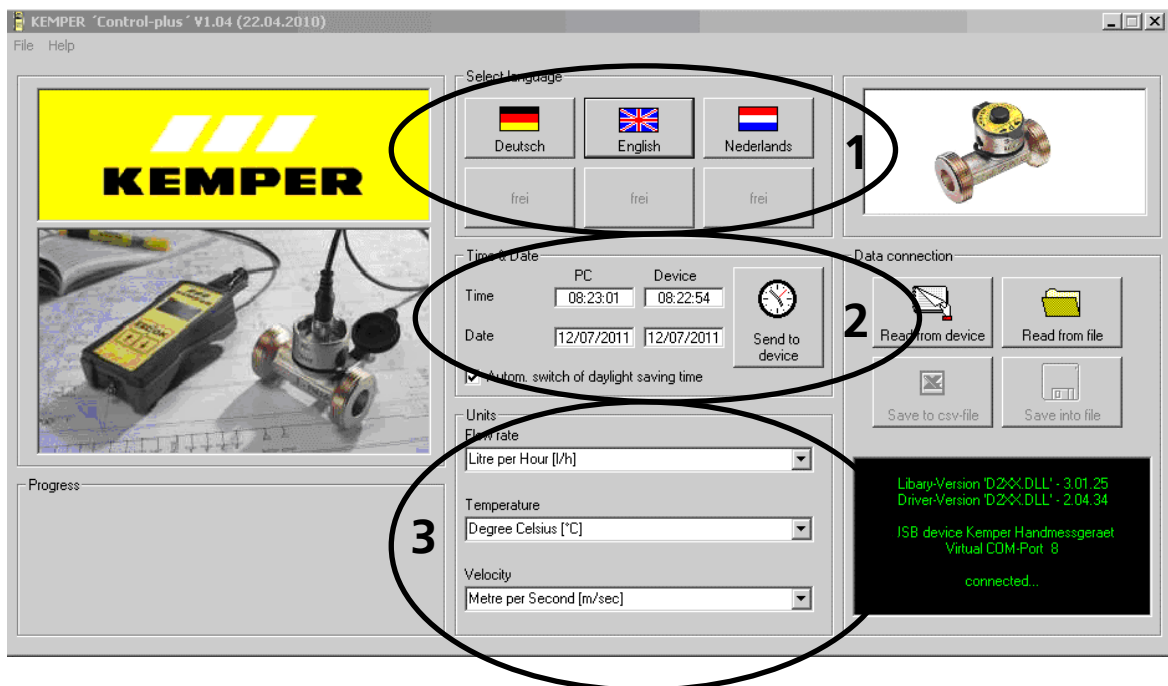 KEMPER ´Control-plus´ V1.04 (22.04.2010)
File Help
KEMPER
Select language
Deutsch English Nederlands
frei frei frei
1
Time & Date
PC Device
Time 08:23:01 08:22:54
Date 12/07/2011 12/07/2011
Send to
device
Autom. switch of daylight saving time
2
Data connection
Read from device Read from file
Save to csv-file Save into file
Units
Flow rate
Litre per Hour [l/h]
Temperature
Degree Celsius [°C]
Velocity
Metre per Second [m/sec]
3
Progress
Libary-Version 'D2XX.DLL' - 3.01.25
Driver-Version 'D2XX.DLL' - 2.04.34
JSB device Kemper Handmessgeraet
Virtual COM-Port 8
connected...